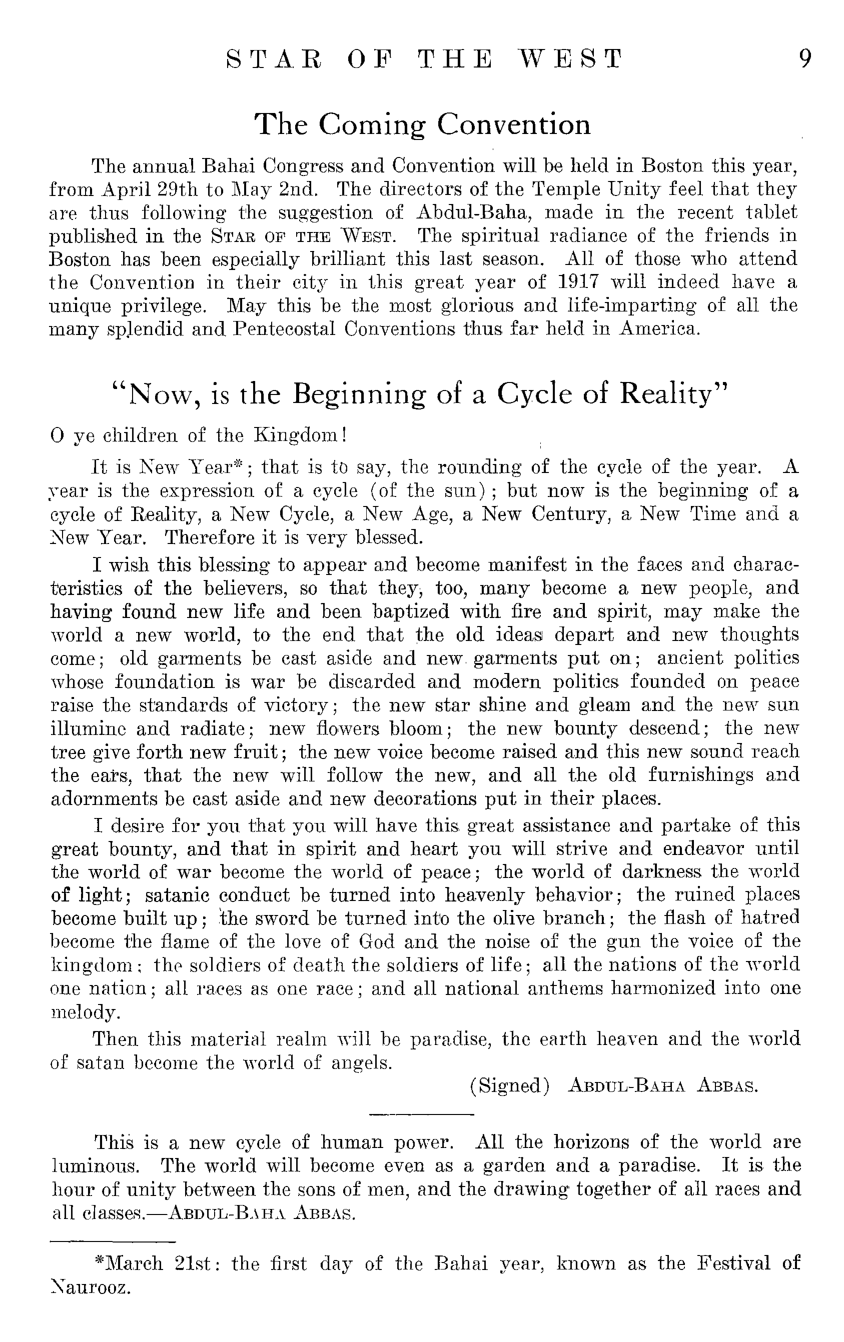 STAR OF THE WEST 9
The Coming Convention
The annual Bahai Congress and Convention will be held in Boston this year,
from April 29th to May 2nd. The directors of the Temple Unity feel that they
are thus following the suggestion of Abdul-Baha, made in the recent tablet
published in the STAR OF THE WEST. The spiritual radiance of the friends in
Boston has been especially brilliant this last season. All of those who attend
the Convention in their city in this great year of 1917 will indeed have a
unique privilege. May this be the most glorious and life-imparting of all the
many splendid and Pentecostal Conventions thus far held in America.
“Now, is the Beginning of a Cycle of Reality”
O ye children of the Kingdom!
It is New Year*; that is to say, the rounding of the cycle of the year. A
year is the expression of a cycle (of the sun); but now is the beginning of a
cycle of Reality, a New Cycle, a New Age, a New Century, a New Time and a
New Year. Therefore it is very blessed.
I wish this blessing to appear and become manifest in the faces and charac-
teristics of the believers, so that they, too, many become a new people, and
having found new life and been baptized with fire and spirit, may make the
world a new world, to the end that the old ideas depart and new thoughts
come; old garments be cast aside and new garments put on; ancient politics
whose foundation is war be discarded and modern politics founded on peace
raise the standards of victory; the new star shine and gleam and the new sun
illumine and radiate; new flowers bloom; the new bounty descend; the new
tree give forth new fruit; the new voice become raised and this new sound reach
the ears, that the new will follow the new, and all the old furnishings and
adornments be cast aside and new decorations put in their places.
I desire for you that you will have this great assistance and partake of this
great bounty, and that in spirit and heart you will strive and endeavor until
the world of war become the world of peace; the world of darkness the world
of light; satanic conduct be turned into heavenly behavior; the ruined places
become built up; the sword be turned into the olive branch; the flash of hatred
become the flame of the love of God and the noise of the gun the voice of the
kingdom; the soldiers of death the soldiers of life; all the nations of the world
one nation; all races as one race; and all national anthems harmonized into one
melody.
Then this material realm will be paradise, the earth heaven and the world
of satan become the world of angels.
(Signed) ABDUL-BAHA ABBAS.
This is a new cycle of human power. All the horizons of the world are
luminous. The world will become even as a garden and a paradise. It is the
hour of unity between the sons of men, and the drawing together of all races and
all classes.—ABDUL-BAHA ABBAS.
*March 21st: the first day of the Bahai year, known as the Festival of
Naurooz.